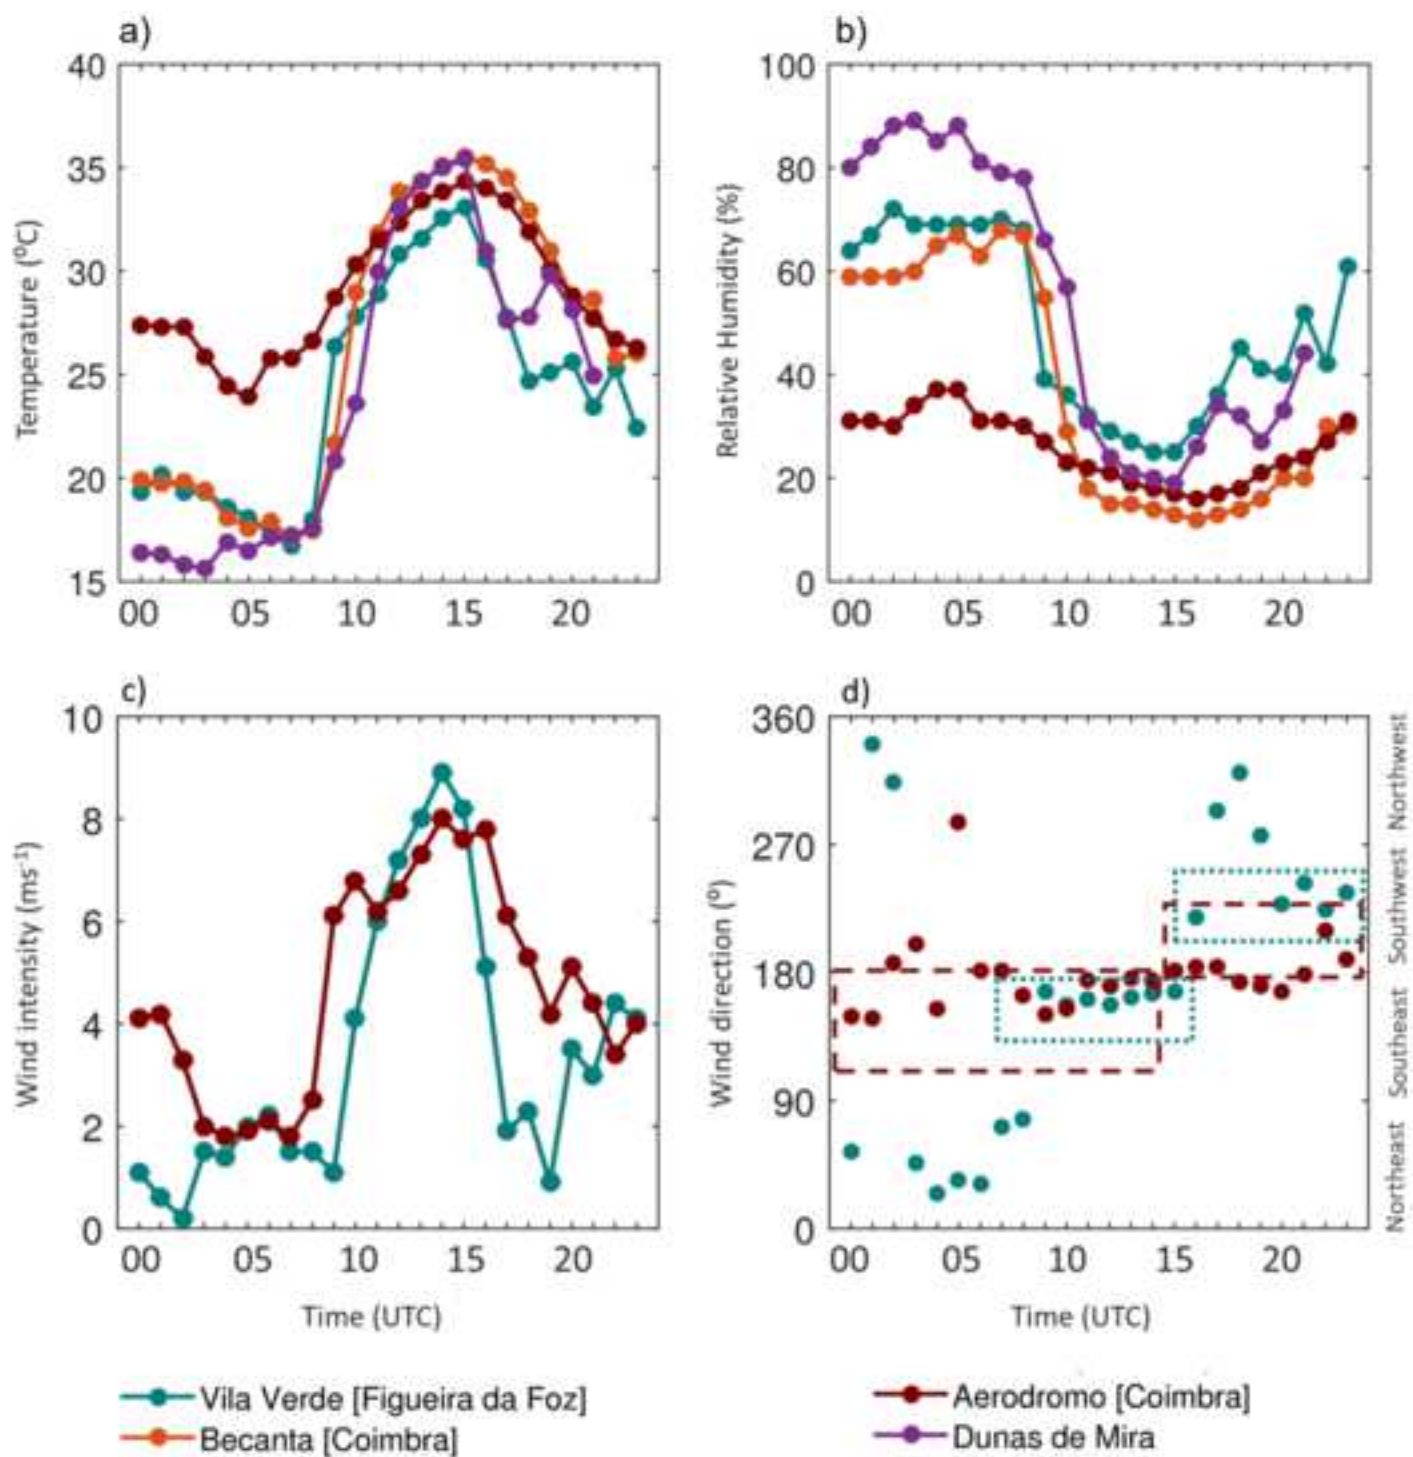 a)
40
35
30
25
20
15
Temperature (⁰C)
00 05 10 15 20
b)
100
80
60
40
20
0
Relative Humidity (%)
00 05 10 15 20
c)
10
8
6
4
2
0
Wind intensity (ms⁻¹)
00 05 10 15 20
Time (UTC)
d)
360
270
180
90
0
Wind direction (⁰)
Northeast Southeast Southwest Northwest
00 05 10 15 20
Time (UTC)
Vila Verde [Figueira da Foz]
Becanta [Coimbra]
Aerodromo [Coimbra]
Dunas de Mira